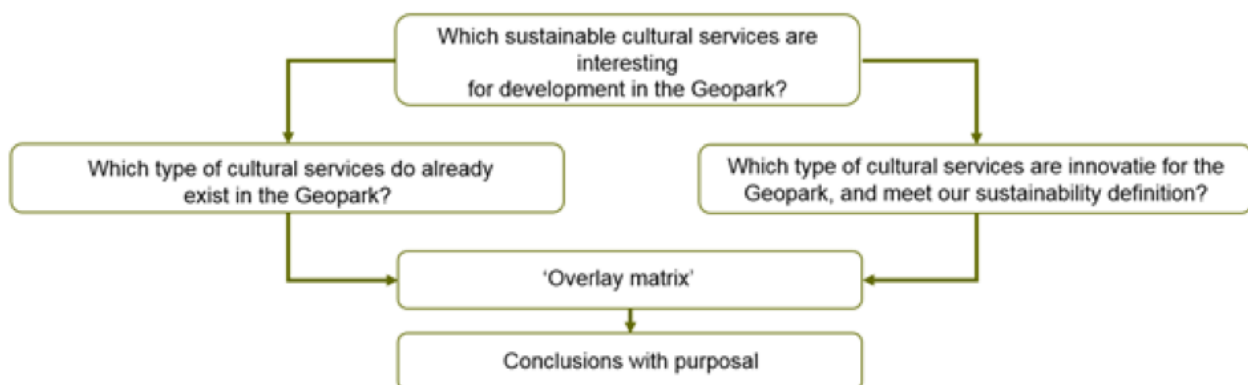 Which sustainable cultural services are
interesting
for development in the Geopark?
Which type of cultural services do already
exist in the Geopark?
Which type of cultural services are innovatie for the
Geopark, and meet our sustainability definition?
‘Overlay matrix’
Conclusions with purposal